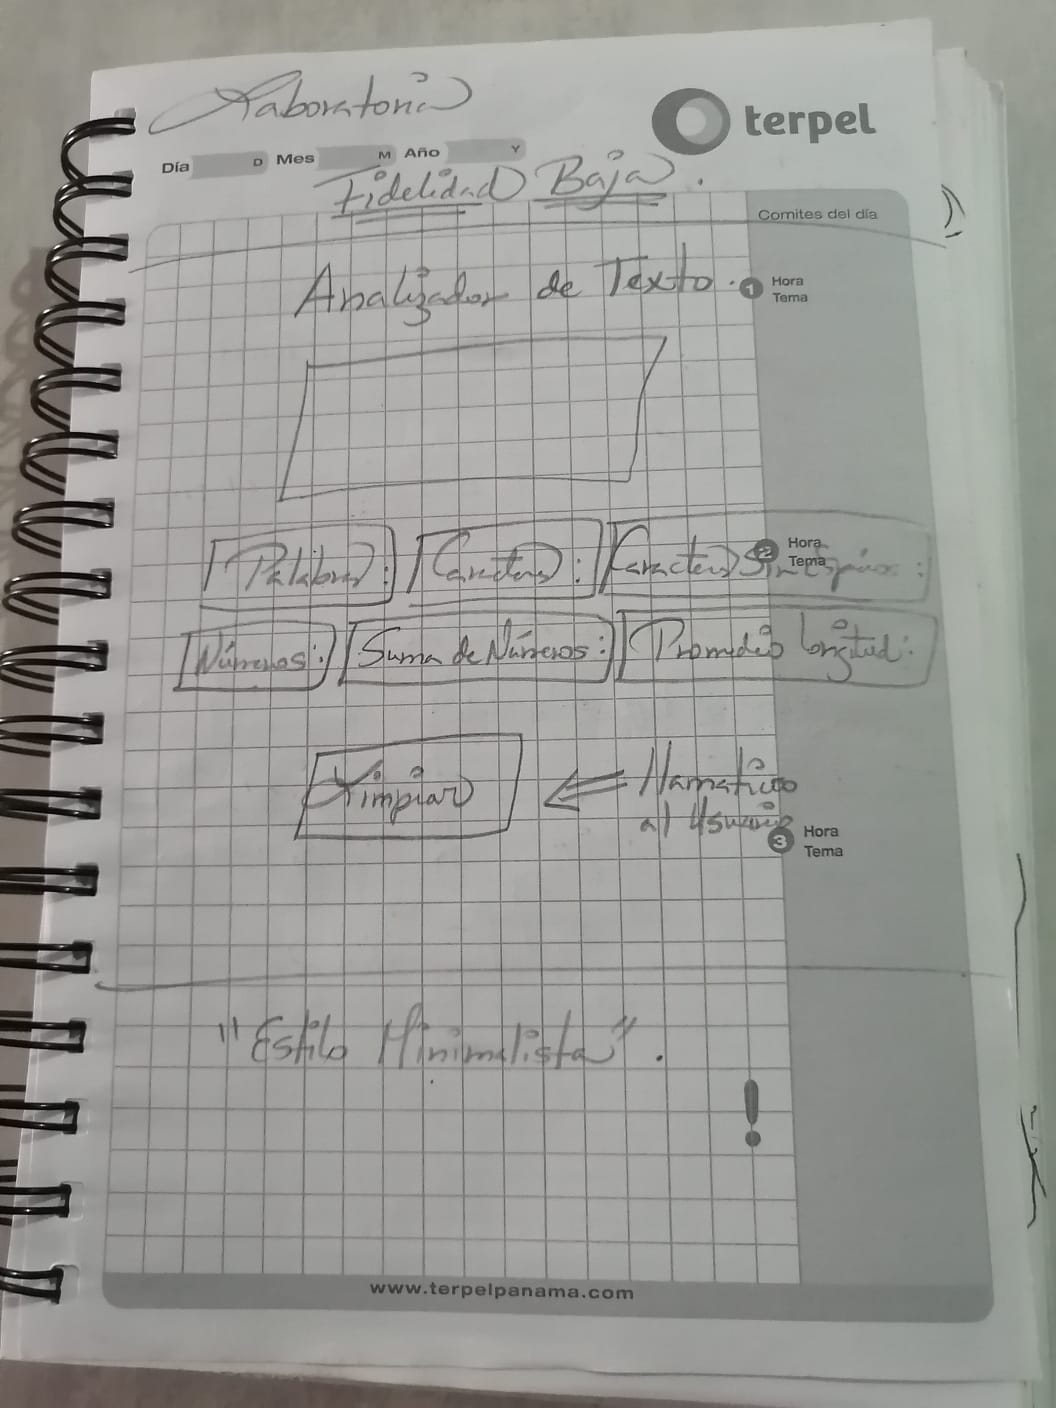 Laboratorio
terpel
Día D Mes M Año Y
Fidelidad Baja.
Comites del día
Analizador de Texto.
1 Hora
Tema
Palabras: Caracteres: Caracteres Sin Espacios:
2 Hora
Tema
Números: Suma de Números: Promedio longitud:
Limpiar Llamativo
al Usuario
3 Hora
Tema
"Estilo Minimalista".
!
www.terpelpanama.com